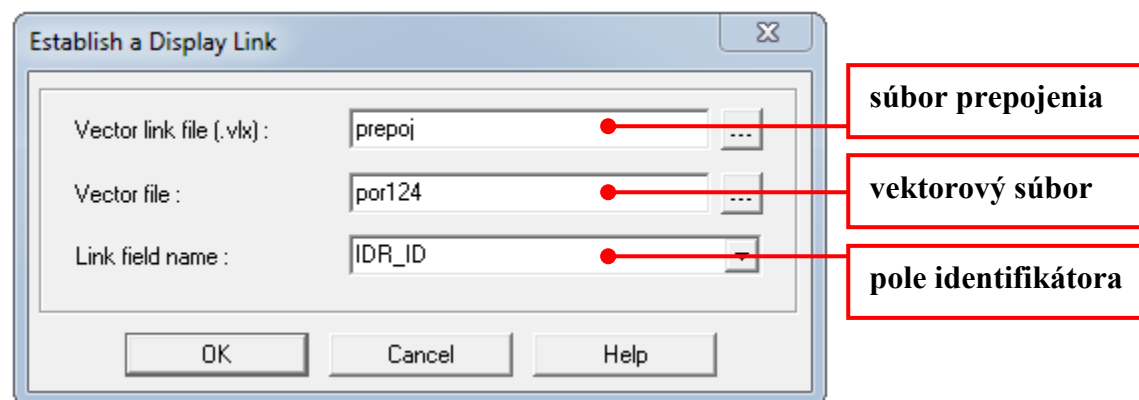 Establish a Display Link
Vector link file (.vlx) :
prepoj
...
súbor prepojenia
Vector file :
por124
...
vektorový súbor
Link field name :
IDR_ID
pole identifikátora
OK
Cancel
Help